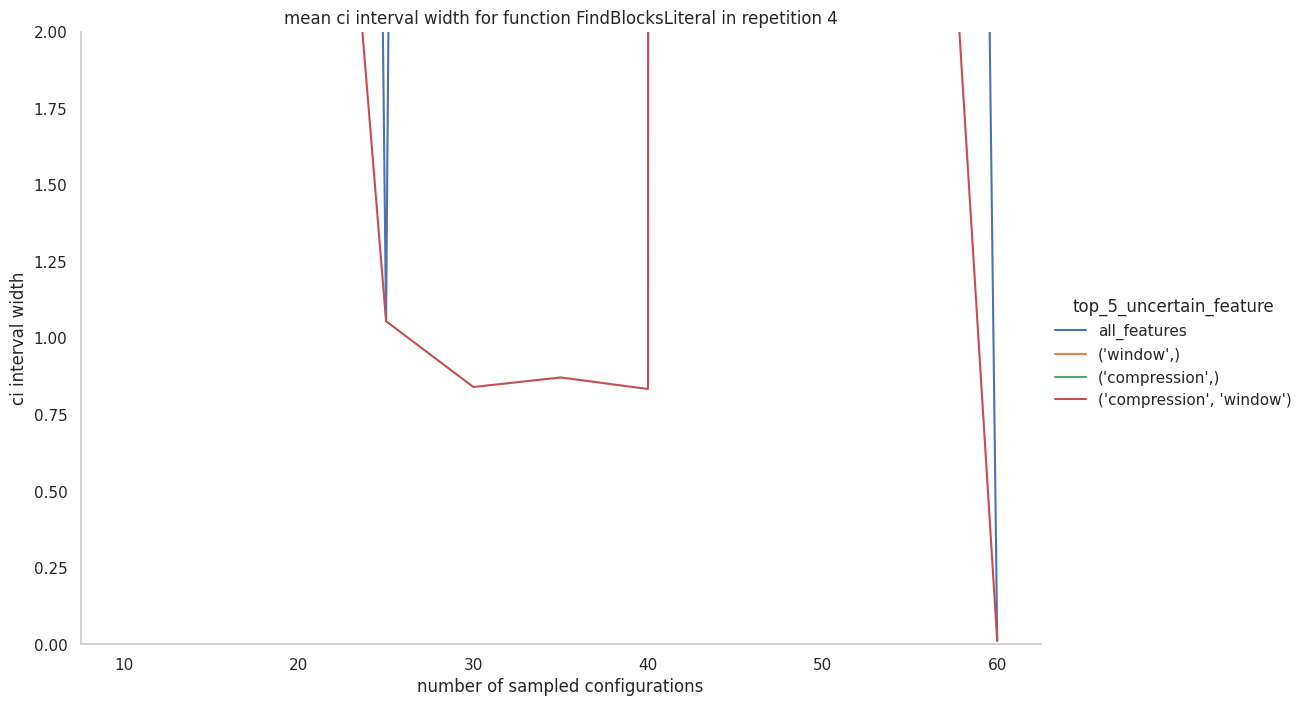 mean ci interval width for function FindBlocksLiteral in repetition 4
2.00
1.75
1.50
1.25
1.00
0.75
0.50
0.25
0.00
ci interval width
10 20 30 40 50 60
number of sampled configurations
top_5_uncertain_feature
all_features
('window',)
('compression',)
('compression', 'window')